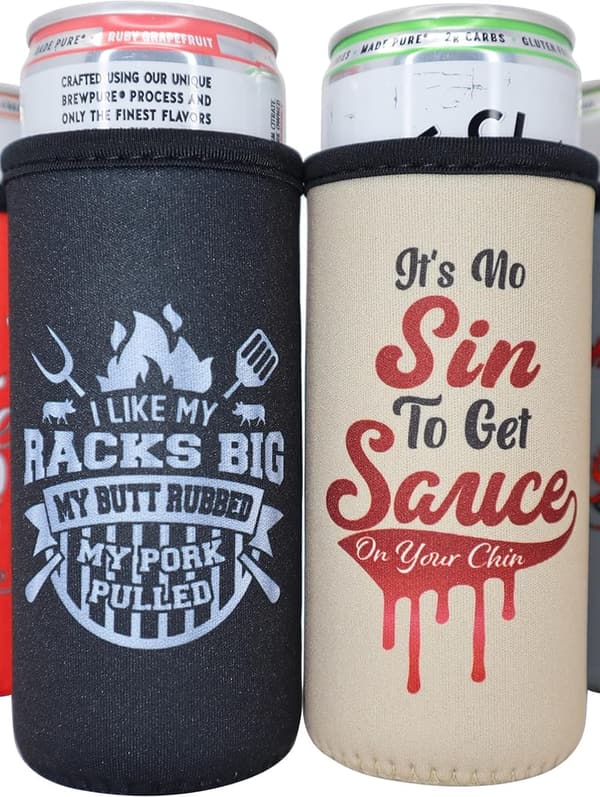 MADE PURE® • RUBY GRAPEFRUIT
CRAFTED USING OUR UNIQUE
BREWPURE® PROCESS AND
ONLY THE FINEST FLAVORS
I LIKE MY
RACKS BIG
MY BUTT RUBBED
MY PORK
PULLED
MADE PURE® • 2g CARBS • GLUTEN
It's No
Sin
To Get
Sauce
On Your Chin